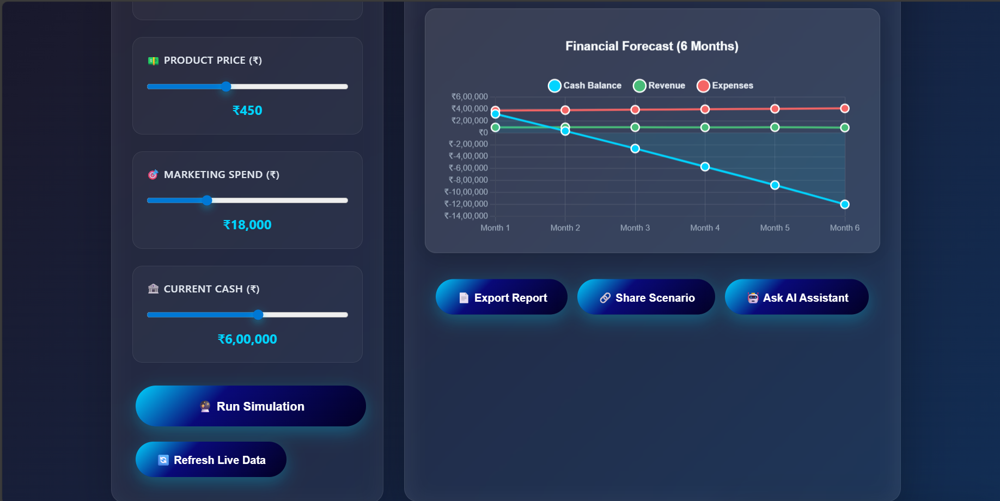 PRODUCT PRICE (₹)
₹450
MARKETING SPEND (₹)
₹18,000
CURRENT CASH (₹)
₹6,00,000
Run Simulation
Refresh Live Data
Financial Forecast (6 Months)
Cash Balance Revenue Expenses
₹6,00,000
₹4,00,000
₹2,00,000
₹0
₹-2,00,000
₹-4,00,000
₹-6,00,000
₹-8,00,000
₹-10,00,000
₹-12,00,000
₹-14,00,000
Month 1 Month 2 Month 3 Month 4 Month 5 Month 6
Export Report Share Scenario Ask AI Assistant